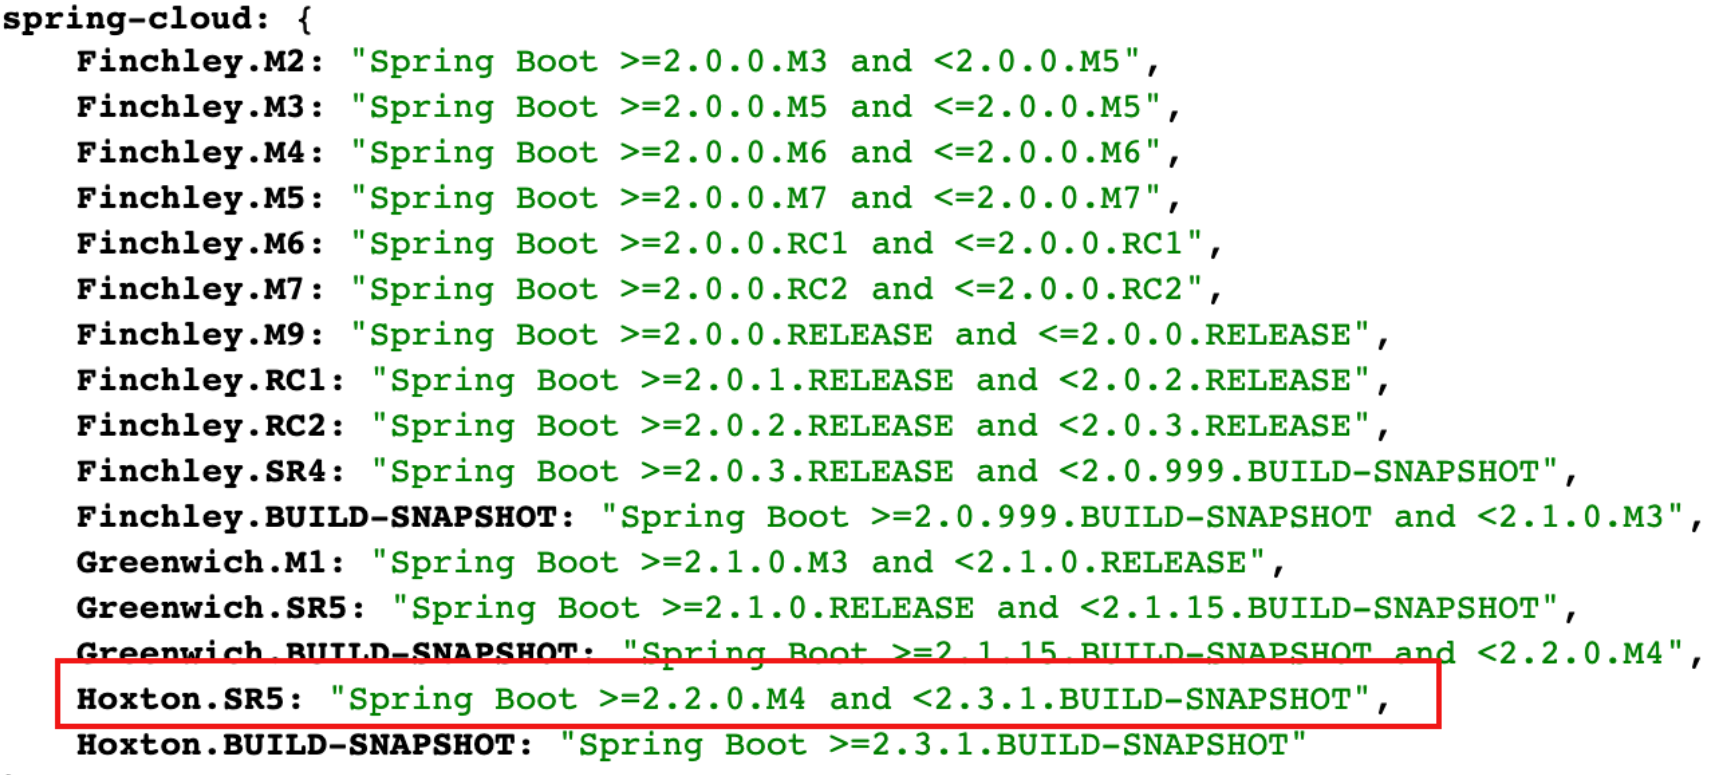 spring-cloud: {
Finchley.M2: "Spring Boot >=2.0.0.M3 and <2.0.0.M5",
Finchley.M3: "Spring Boot >=2.0.0.M5 and <=2.0.0.M5",
Finchley.M4: "Spring Boot >=2.0.0.M6 and <=2.0.0.M6",
Finchley.M5: "Spring Boot >=2.0.0.M7 and <=2.0.0.M7",
Finchley.M6: "Spring Boot >=2.0.0.RC1 and <=2.0.0.RC1",
Finchley.M7: "Spring Boot >=2.0.0.RC2 and <=2.0.0.RC2",
Finchley.M9: "Spring Boot >=2.0.0.RELEASE and <=2.0.0.RELEASE",
Finchley.RC1: "Spring Boot >=2.0.1.RELEASE and <2.0.2.RELEASE",
Finchley.RC2: "Spring Boot >=2.0.2.RELEASE and <2.0.3.RELEASE",
Finchley.SR4: "Spring Boot >=2.0.3.RELEASE and <2.0.999.BUILD-SNAPSHOT",
Finchley.BUILD-SNAPSHOT: "Spring Boot >=2.0.999.BUILD-SNAPSHOT and <2.1.0.M3",
Greenwich.M1: "Spring Boot >=2.1.0.M3 and <2.1.0.RELEASE",
Greenwich.SR5: "Spring Boot >=2.1.0.RELEASE and <2.1.15.BUILD-SNAPSHOT",
Greenwich.BUILD-SNAPSHOT: "Spring Boot >=2.1.15.BUILD-SNAPSHOT and <2.2.0.M4",
Hoxton.SR5: "Spring Boot >=2.2.0.M4 and <2.3.1.BUILD-SNAPSHOT",
Hoxton.BUILD-SNAPSHOT: "Spring Boot >=2.3.1.BUILD-SNAPSHOT"